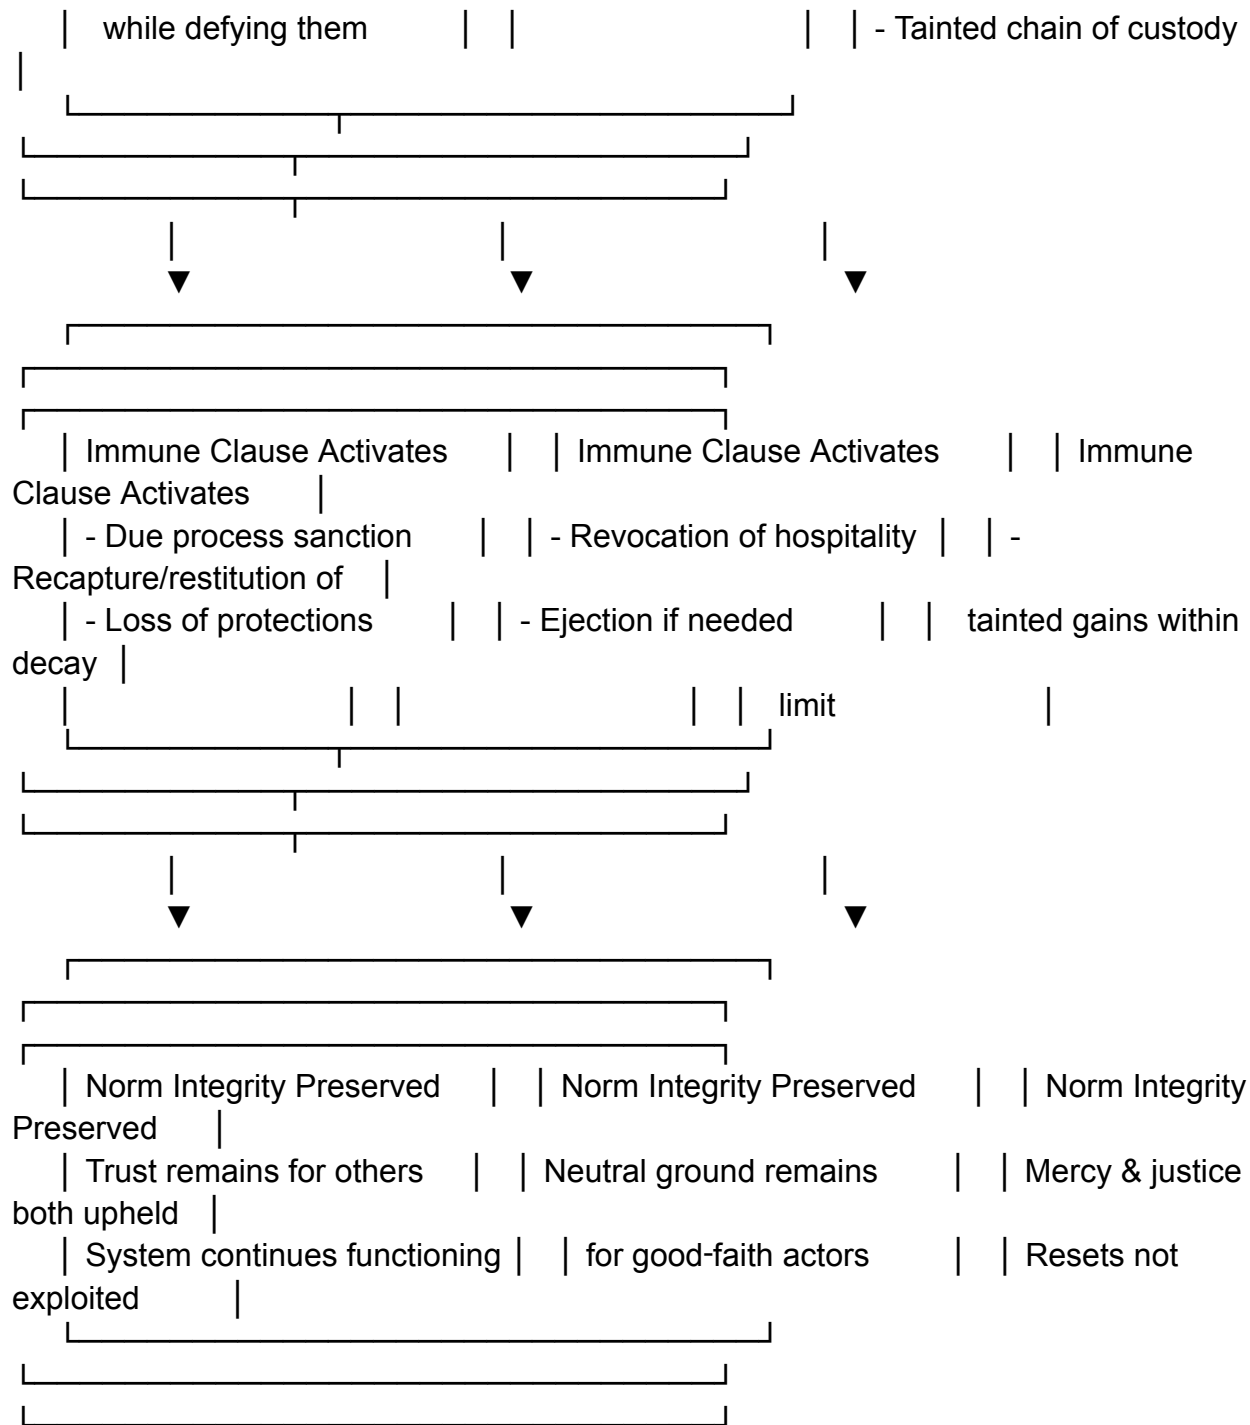 │ while defying them │ │ │ │ - Tainted chain of custody
│
└──────────────┬────────────────────────┘
└──────────────┬────────────────────────┘
└──────────────┬───────────────────────┘
│ │ │
▼ ▼ ▼
┌──────────────────────────────────────┐
┌──────────────────────────────────────┐
┌──────────────────────────────────────┐
│ Immune Clause Activates │ │ Immune Clause Activates │ │ Immune
Clause Activates │
│ - Due process sanction │ │ - Revocation of hospitality │ │ -
Recapture/restitution of │
│ - Loss of protections │ │ - Ejection if needed │ │ tainted gains within
decay │
│ │ │ │ │ limit │
└──────────────┬───────────────────────┘
└──────────────┬────────────────────────┘
└──────────────┬───────────────────────┘
│ │ │
▼ ▼ ▼
┌──────────────────────────────────────┐
┌──────────────────────────────────────┐
┌──────────────────────────────────────┐
│ Norm Integrity Preserved │ │ Norm Integrity Preserved │ │ Norm Integrity
Preserved │
│ Trust remains for others │ │ Neutral ground remains │ │ Mercy & justice
both upheld │
│ System continues functioning │ │ for good-faith actors │ │ Resets not
exploited │
└──────────────────────────────────────┘
└──────────────────────────────────────┘
└──────────────────────────────────────┘